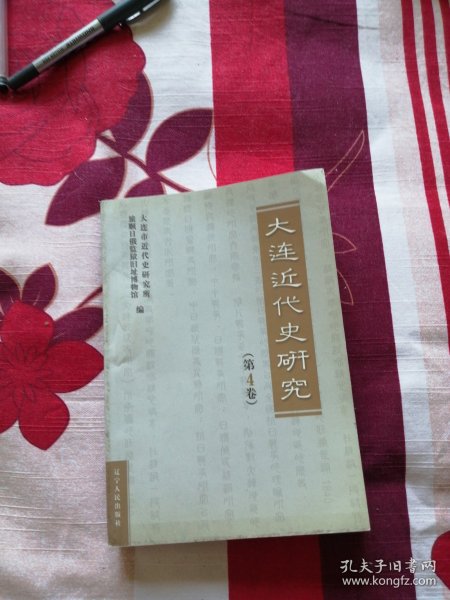 大连近代史研究
(第4卷)
大连市近代史研究所
旅顺日俄监狱旧址博物馆
编
辽宁人民出版社
孔夫子旧书网
www.kongfz.com